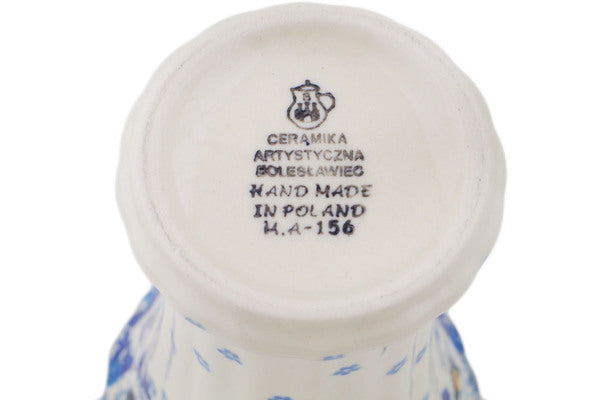 CERAMIKA
ARTYSTYCZNA
BOLESŁAWIEC
HAND MADE
IN POLAND
M.A-156